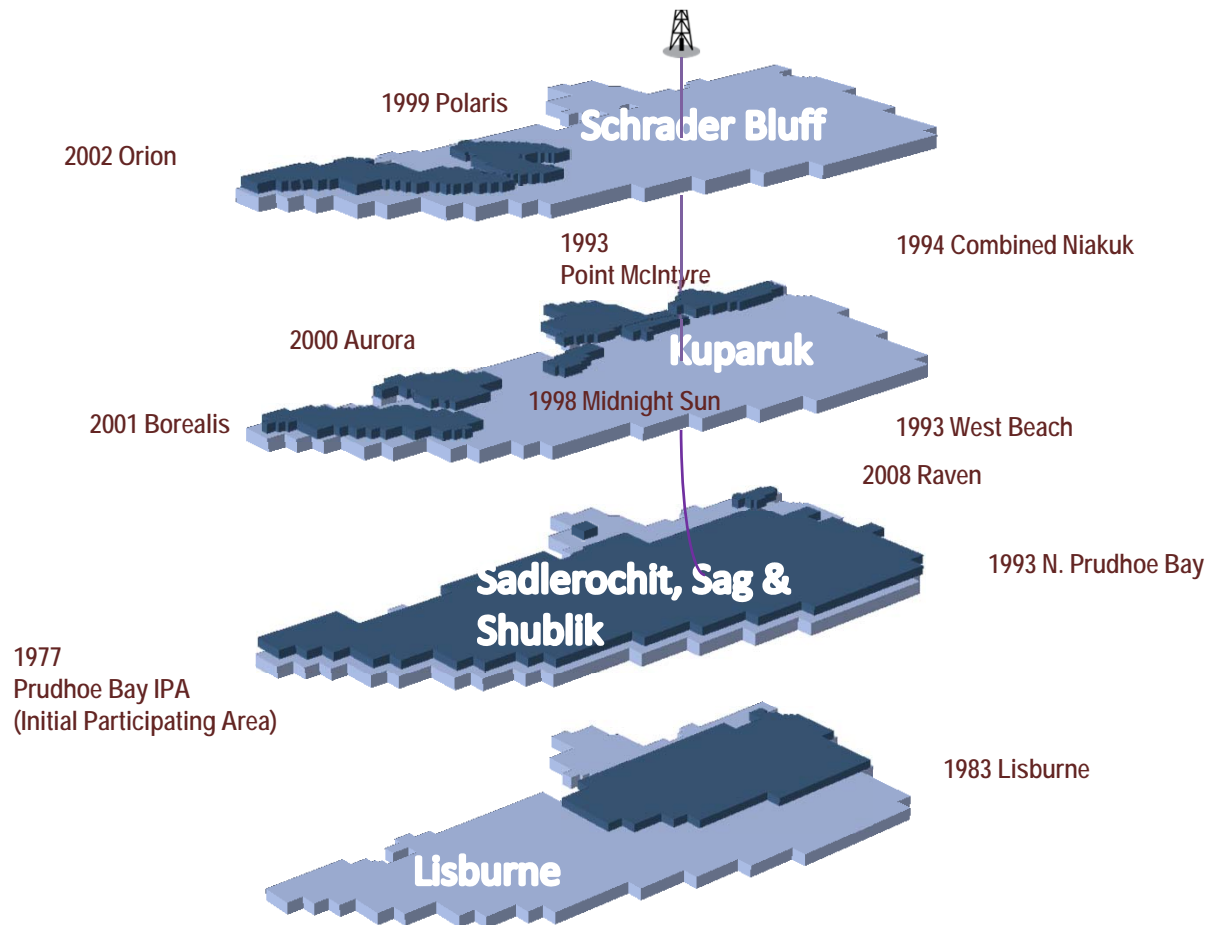 1999 Polaris
Schrader Bluff
2002 Orion
1993
Point McIntyre
1994 Combined Niakuk
2000 Aurora
Kuparuk
1998 Midnight Sun
2001 Borealis
1993 West Beach
2008 Raven
1993 N. Prudhoe Bay
Sadlerochit, Sag &
Shublik
1977
Prudhoe Bay IPA
(Initial Participating Area)
1983 Lisburne
Lisburne